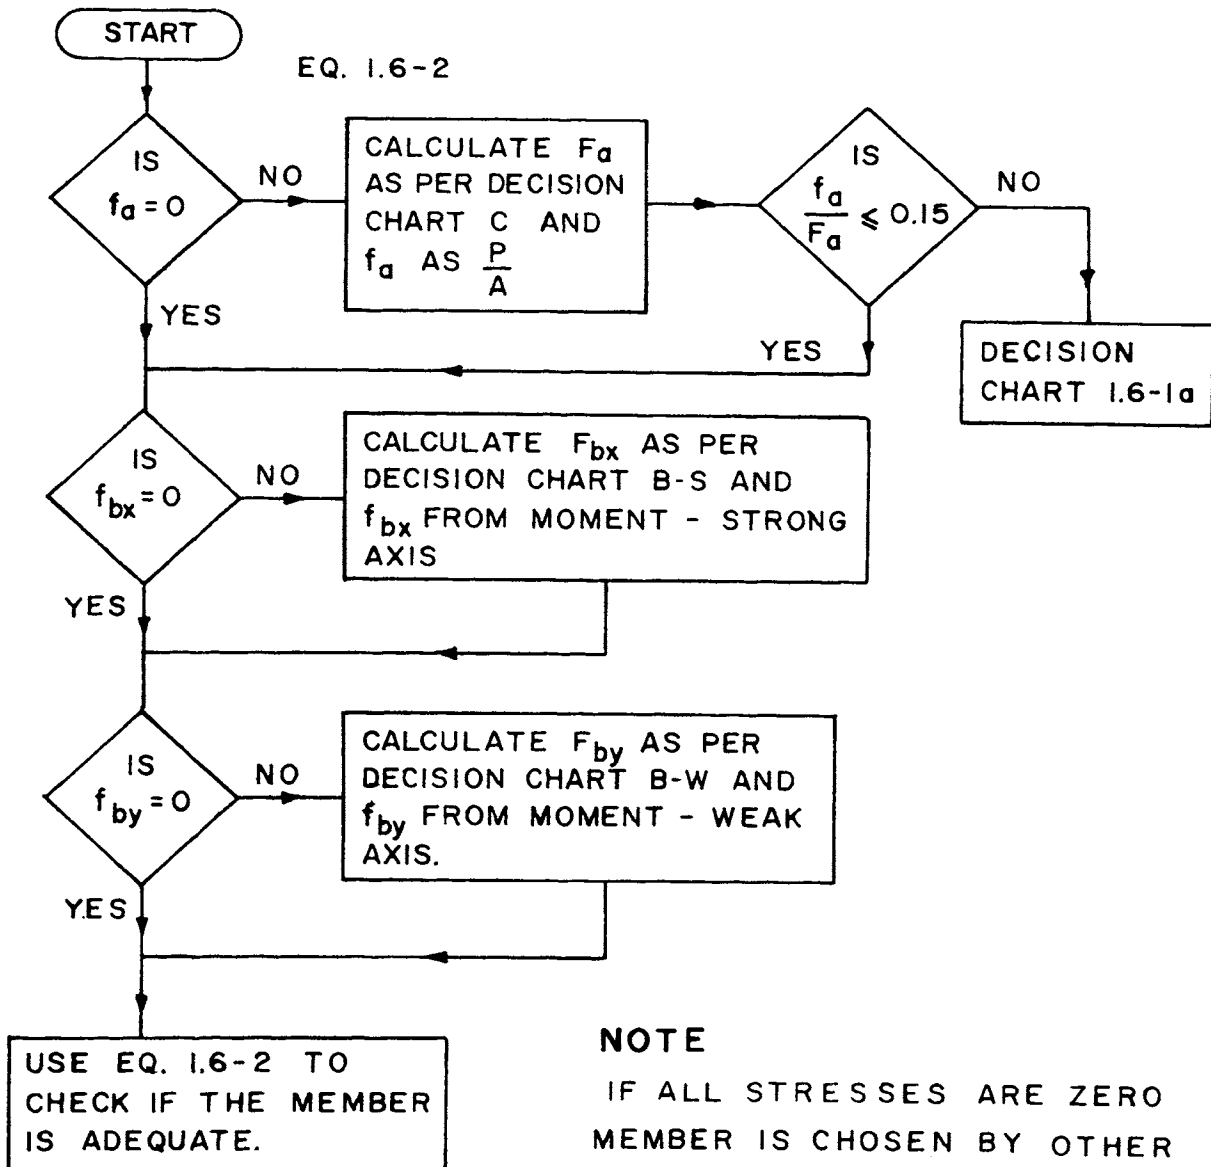 START
EQ. 1.6-2
IS
fa = 0
NO
CALCULATE Fa
AS PER DECISION
CHART C AND
fa AS P/A
IS
fa/Fa ≤ 0.15
NO
YES
YES
DECISION
CHART 1.6-1a
IS
fbx = 0
NO
CALCULATE Fbx AS PER
DECISION CHART B-S AND
fbx FROM MOMENT - STRONG
AXIS
YES
IS
fby = 0
NO
CALCULATE Fby AS PER
DECISION CHART B-W AND
fby FROM MOMENT - WEAK
AXIS.
YES
USE EQ. 1.6-2 TO
CHECK IF THE MEMBER
IS ADEQUATE.
NOTE
IF ALL STRESSES ARE ZERO
MEMBER IS CHOSEN BY OTHER